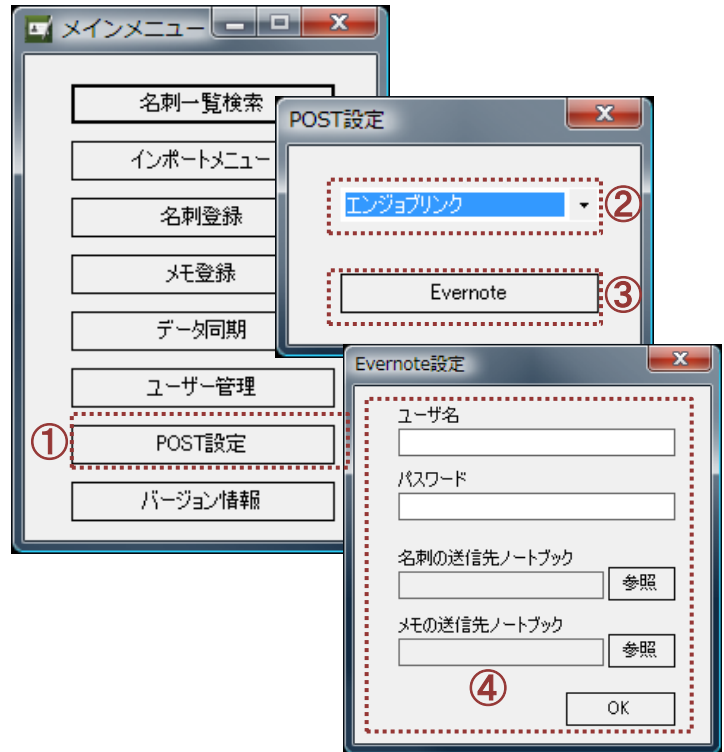 メインメニュー
名刺一覧検索
インポートメニュー
名刺登録
メモ登録
データ同期
ユーザー管理
①
POST設定
バージョン情報
POST設定
エンジョブリンク
②
Evernote
③
Evernote設定
ユーザ名
パスワード
名刺の送信先ノートブック
参照
メモの送信先ノートブック
参照
④
OK